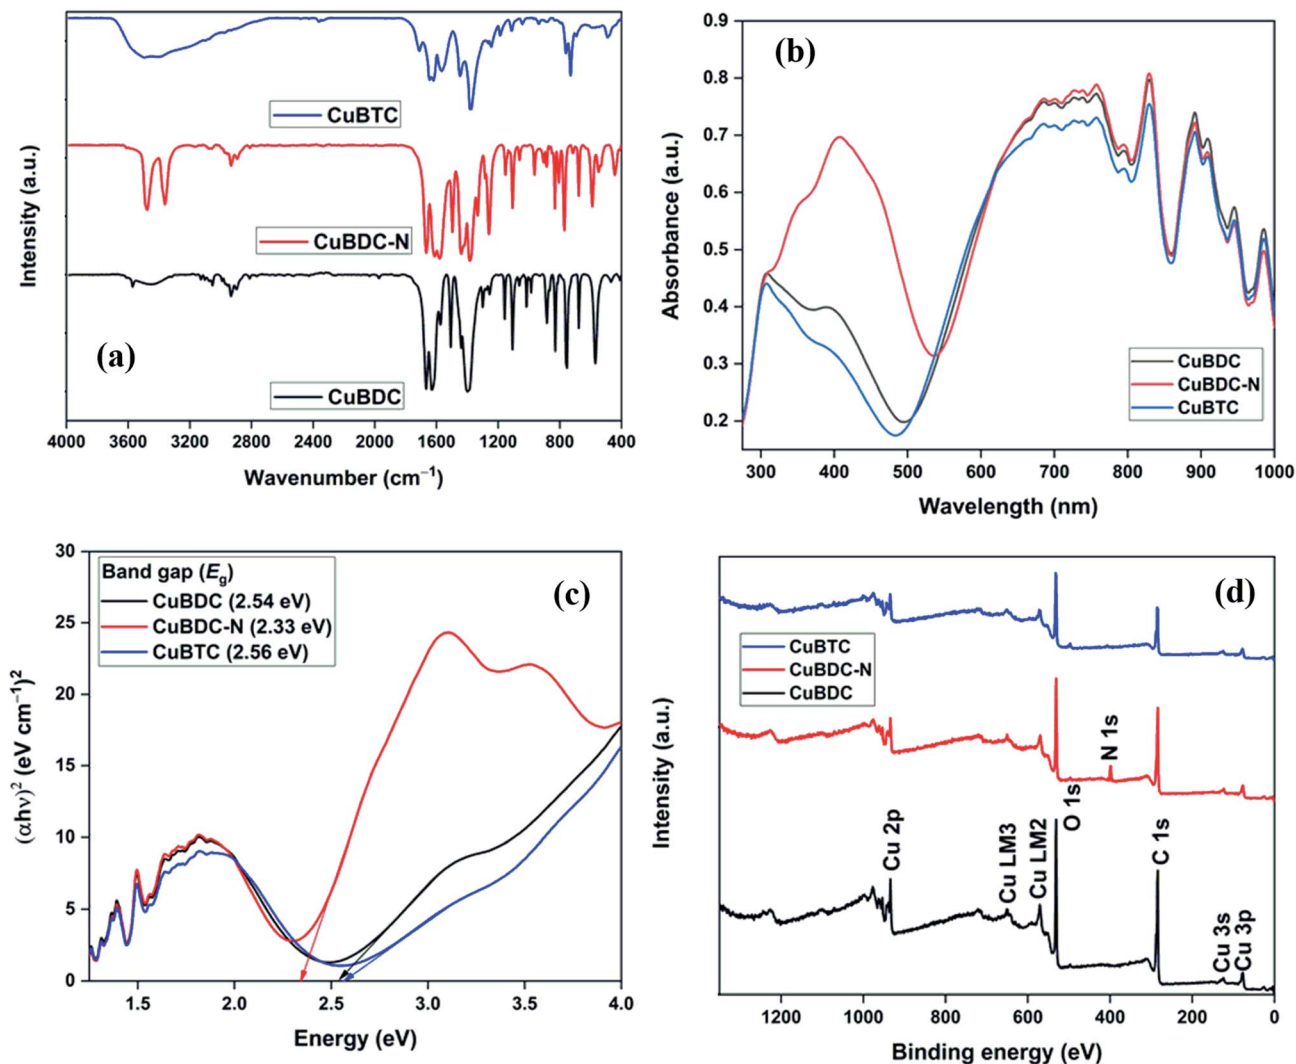 (a)
CuBTC
CuBDC-N
CuBDC
Intensity (a.u.)
4000 3600 3200 2800 2400 2000 1600 1200 800 400
Wavenumber (cm−1)
(b)
0.9
0.8
0.7
0.6
0.5
0.4
0.3
0.2
Absorbance (a.u.)
CuBDC
CuBDC-N
CuBTC
300 400 500 600 700 800 900 1000
Wavelength (nm)
(c)
30
25
20
15
10
5
0
(αhν)2 (eV cm−1)2
Band gap (Eg)
CuBDC (2.54 eV)
CuBDC-N (2.33 eV)
CuBTC (2.56 eV)
1.5 2.0 2.5 3.0 3.5 4.0
Energy (eV)
(d)
Intensity (a.u.)
CuBTC
CuBDC-N
CuBDC
Cu 2p
Cu LM3
Cu LM2
O 1s
N 1s
C 1s
Cu 3s
Cu 3p
1200 1000 800 600 400 200 0
Binding energy (eV)